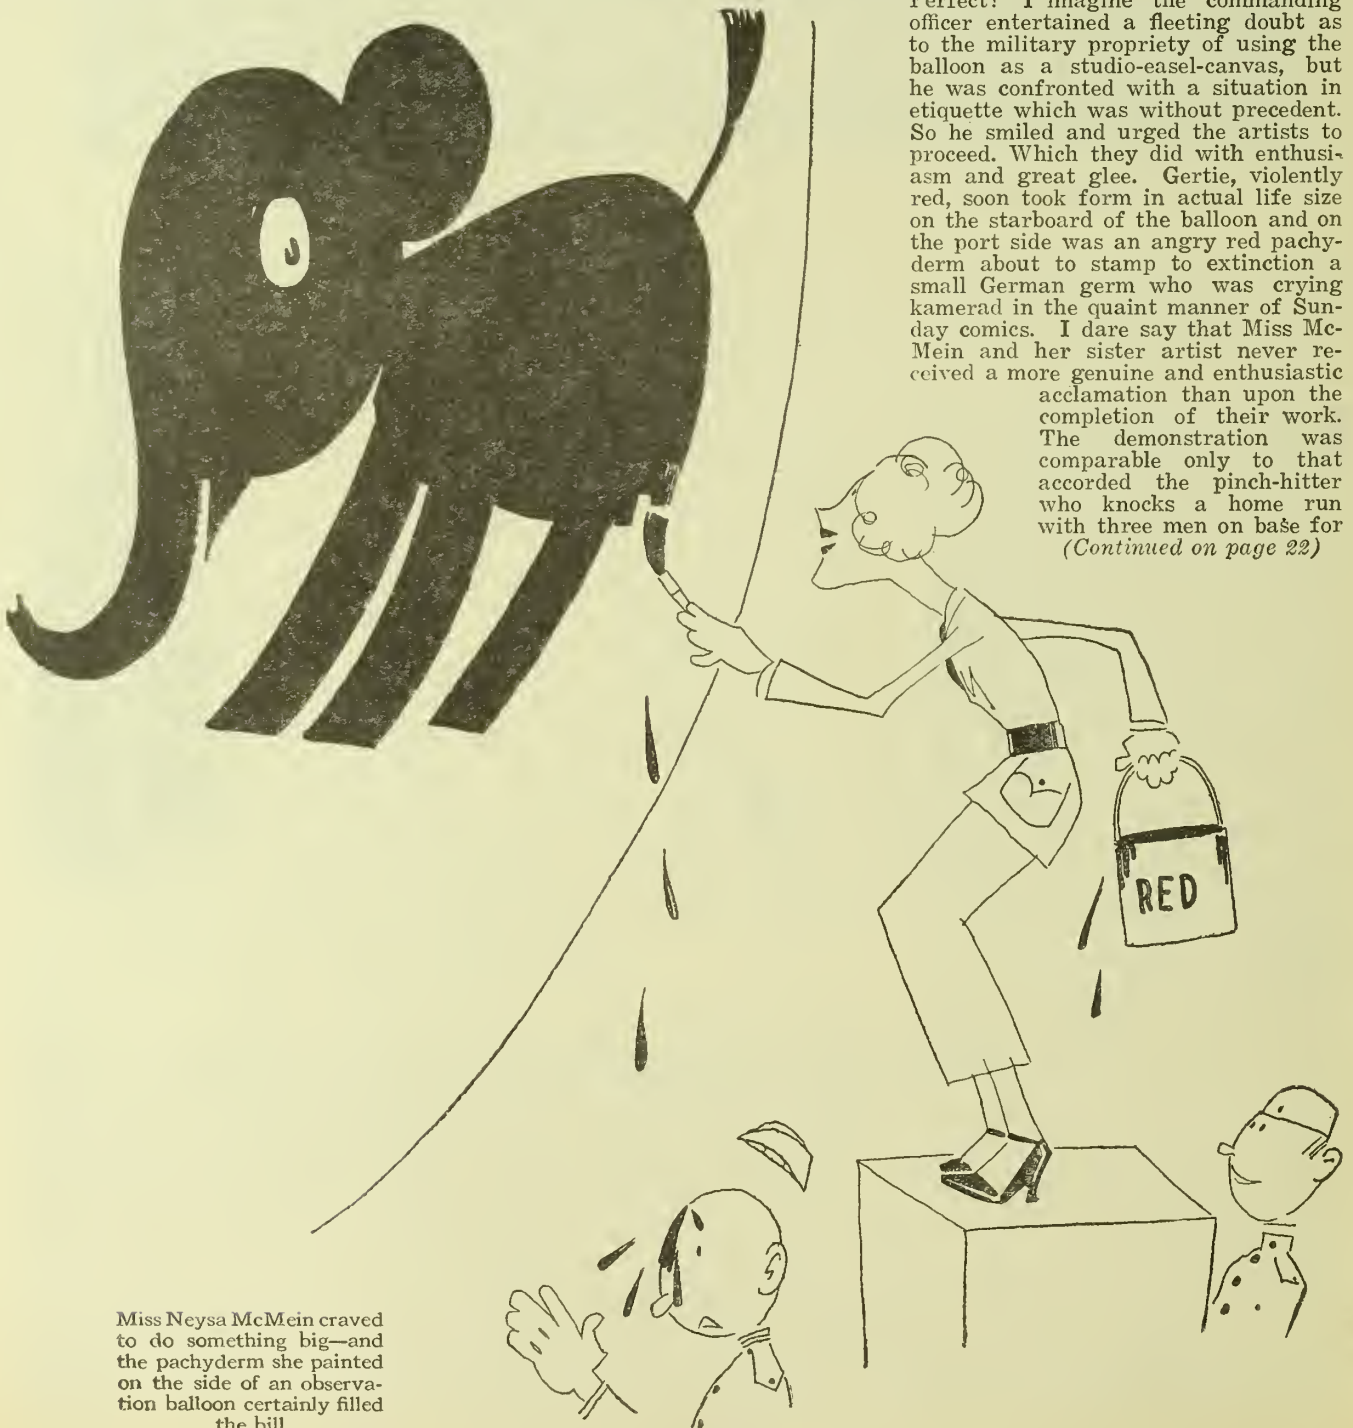 Perfect? I imagine the commanding
officer entertained a fleeting doubt as
to the military propriety of using the
balloon as a studio-easel-canvas, but
he was confronted with a situation in
etiquette which was without precedent.
So he smiled and urged the artists to
proceed. Which they did with enthusi-
asm and great glee. Gertie, violently
red, soon took form in actual life size
on the starboard of the balloon and on
the port side was an angry red pachy-
derm about to stamp to extinction a
small German germ who was crying
kamerad in the quaint manner of Sun-
day comics. I dare say that Miss Mc-
Mein and her sister artist never re-
ceived a more genuine and enthusiastic
acclamation than upon the
completion of their work.
The demonstration was
comparable only to that
accorded the pinch-hitter
who knocks a home run
with three men on base for
(Continued on page 22)
RED
Miss Neysa McMein craved
to do something big—and
the pachyderm she painted
on the side of an observa-
tion balloon certainly filled
the bill